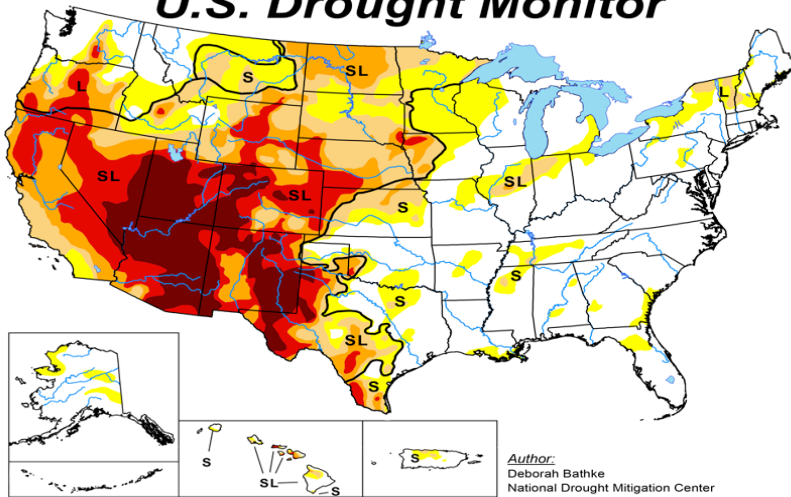 U.S. Drought Monitor
L
S
SL
L
SL
SL
SL
S
S
S
SL
S
S
SL
S
S
Author:
Deborah Bathke
National Drought Mitigation Center